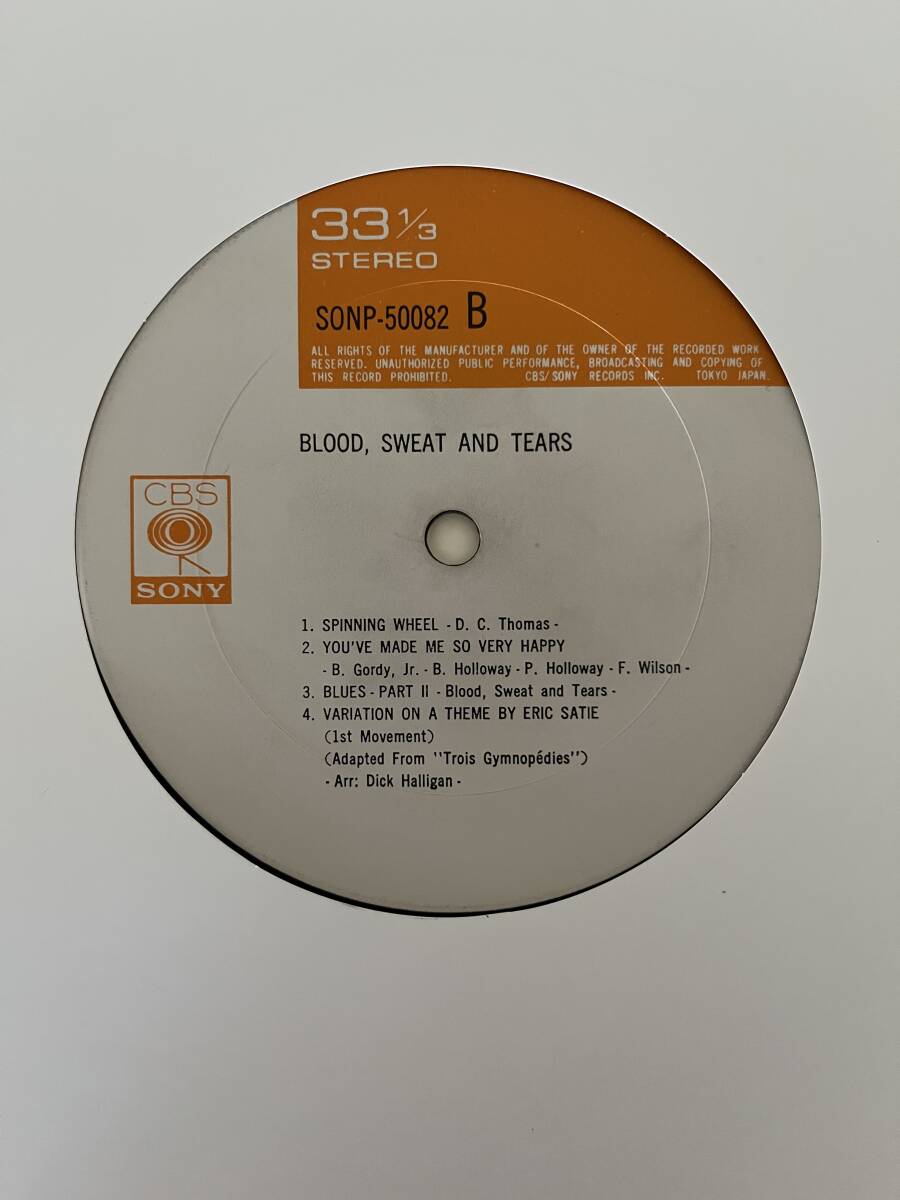 33 1/3
STEREO
SONP-50082 B
ALL RIGHTS OF THE MANUFACTURER AND OF THE OWNER OF THE RECORDED WORK
RESERVED. UNAUTHORIZED PUBLIC PERFORMANCE, BROADCASTING AND COPYING OF
THIS RECORD PROHIBITED. CBS/SONY RECORDS INC. TOKYO JAPAN.
BLOOD, SWEAT AND TEARS
CBS
SONY
1. SPINNING WHEEL - D. C. Thomas -
2. YOU'VE MADE ME SO VERY HAPPY
- B. Gordy, Jr. - B. Holloway - P. Holloway - F. Wilson -
3. BLUES - PART II - Blood, Sweat and Tears -
4. VARIATION ON A THEME BY ERIC SATIE
(1st Movement)
(Adapted From "Trois Gymnopédies")
- Arr: Dick Halligan -